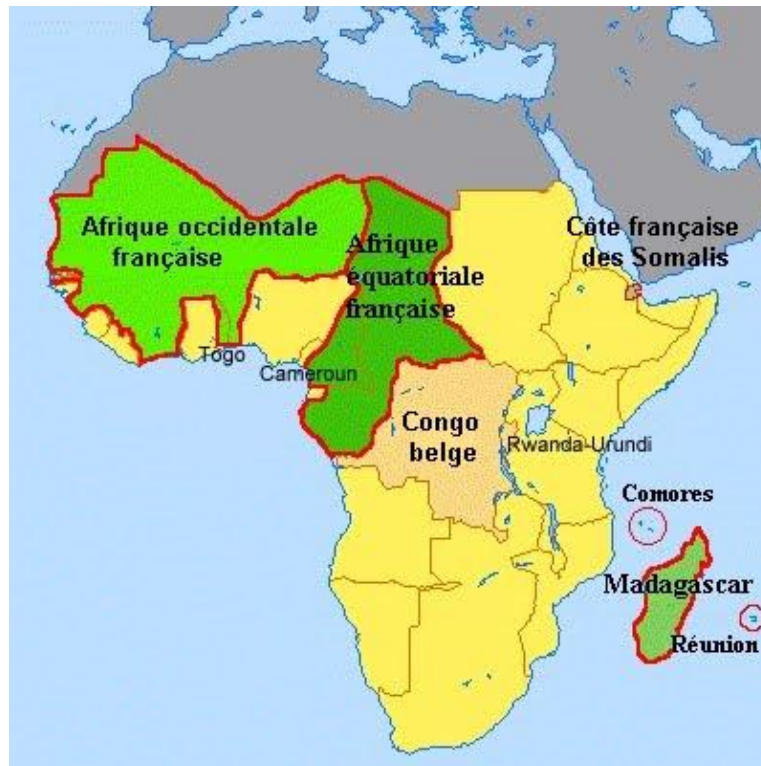 Afrique occidentale
française
Afrique
équatoriale
française
Côte française
des Somalis
Togo
Cameroun
Congo
belge
Rwanda-Urundi
Comores
Madagascar
Réunion